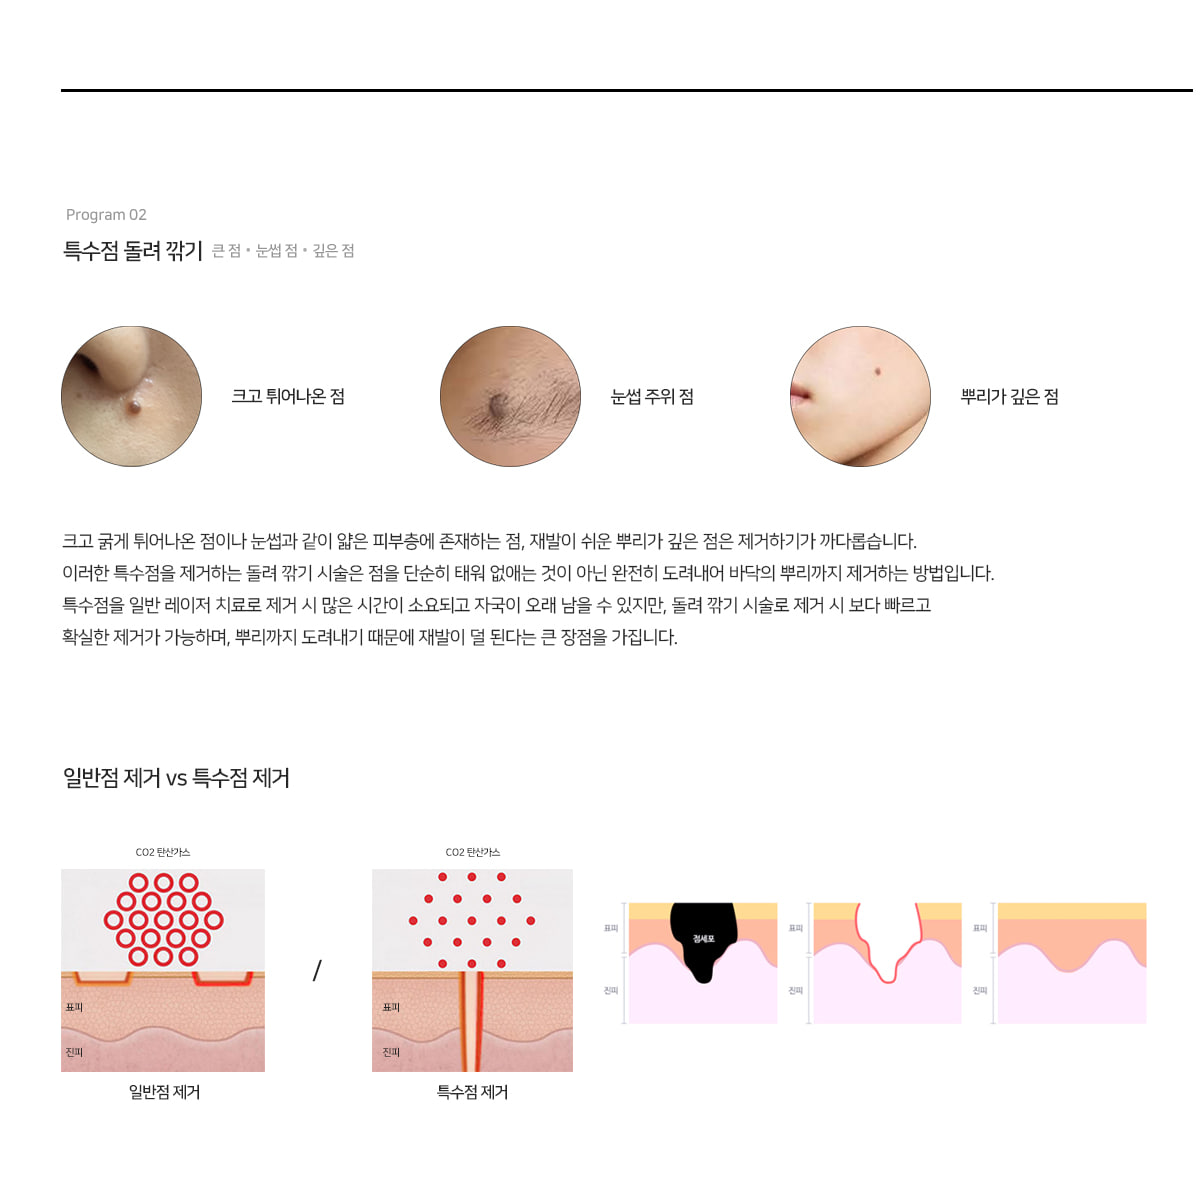 Program 02
특수점 돌려 깎기 큰 점 • 눈썹 점 • 깊은 점
크고 튀어나온 점
눈썹 주위 점
뿌리가 깊은 점
크고 굵게 튀어나온 점이나 눈썹과 같이 얇은 피부층에 존재하는 점, 재발이 쉬운 뿌리가 깊은 점은 제거하기가 까다롭습니다.
이러한 특수점을 제거하는 돌려 깎기 시술은 점을 단순히 태워 없애는 것이 아닌 완전히 도려내어 바닥의 뿌리까지 제거하는 방법입니다.
특수점을 일반 레이저 치료로 제거 시 많은 시간이 소요되고 자국이 오래 남을 수 있지만, 돌려 깎기 시술로 제거 시 보다 빠르고
확실한 제거가 가능하며, 뿌리까지 도려내기 때문에 재발이 덜 된다는 큰 장점을 가집니다.
일반점 제거 vs 특수점 제거
CO2 탄산가스
표피
진피
일반점 제거
/
CO2 탄산가스
표피
진피
특수점 제거
표피
진피
점세포
표피
진피
표피
진피